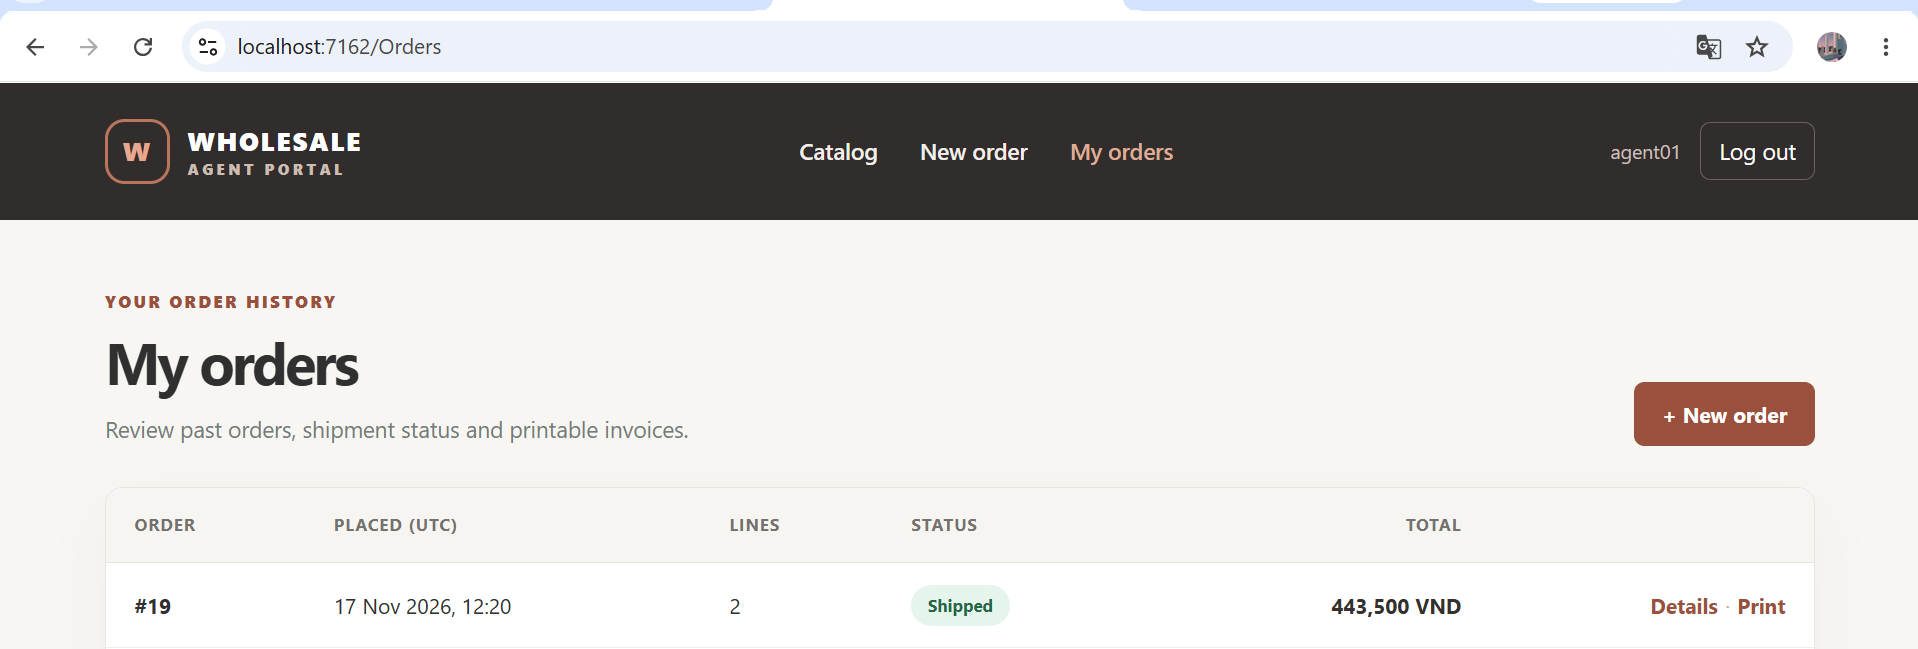 localhost:7162/Orders
W
WHOLESALE
AGENT PORTAL
Catalog
New order
My orders
agent01
Log out
YOUR ORDER HISTORY
My orders
Review past orders, shipment status and printable invoices.
+ New order
ORDER PLACED (UTC) LINES STATUS TOTAL
#19 17 Nov 2026, 12:20 2 Shipped 443,500 VND Details · Print